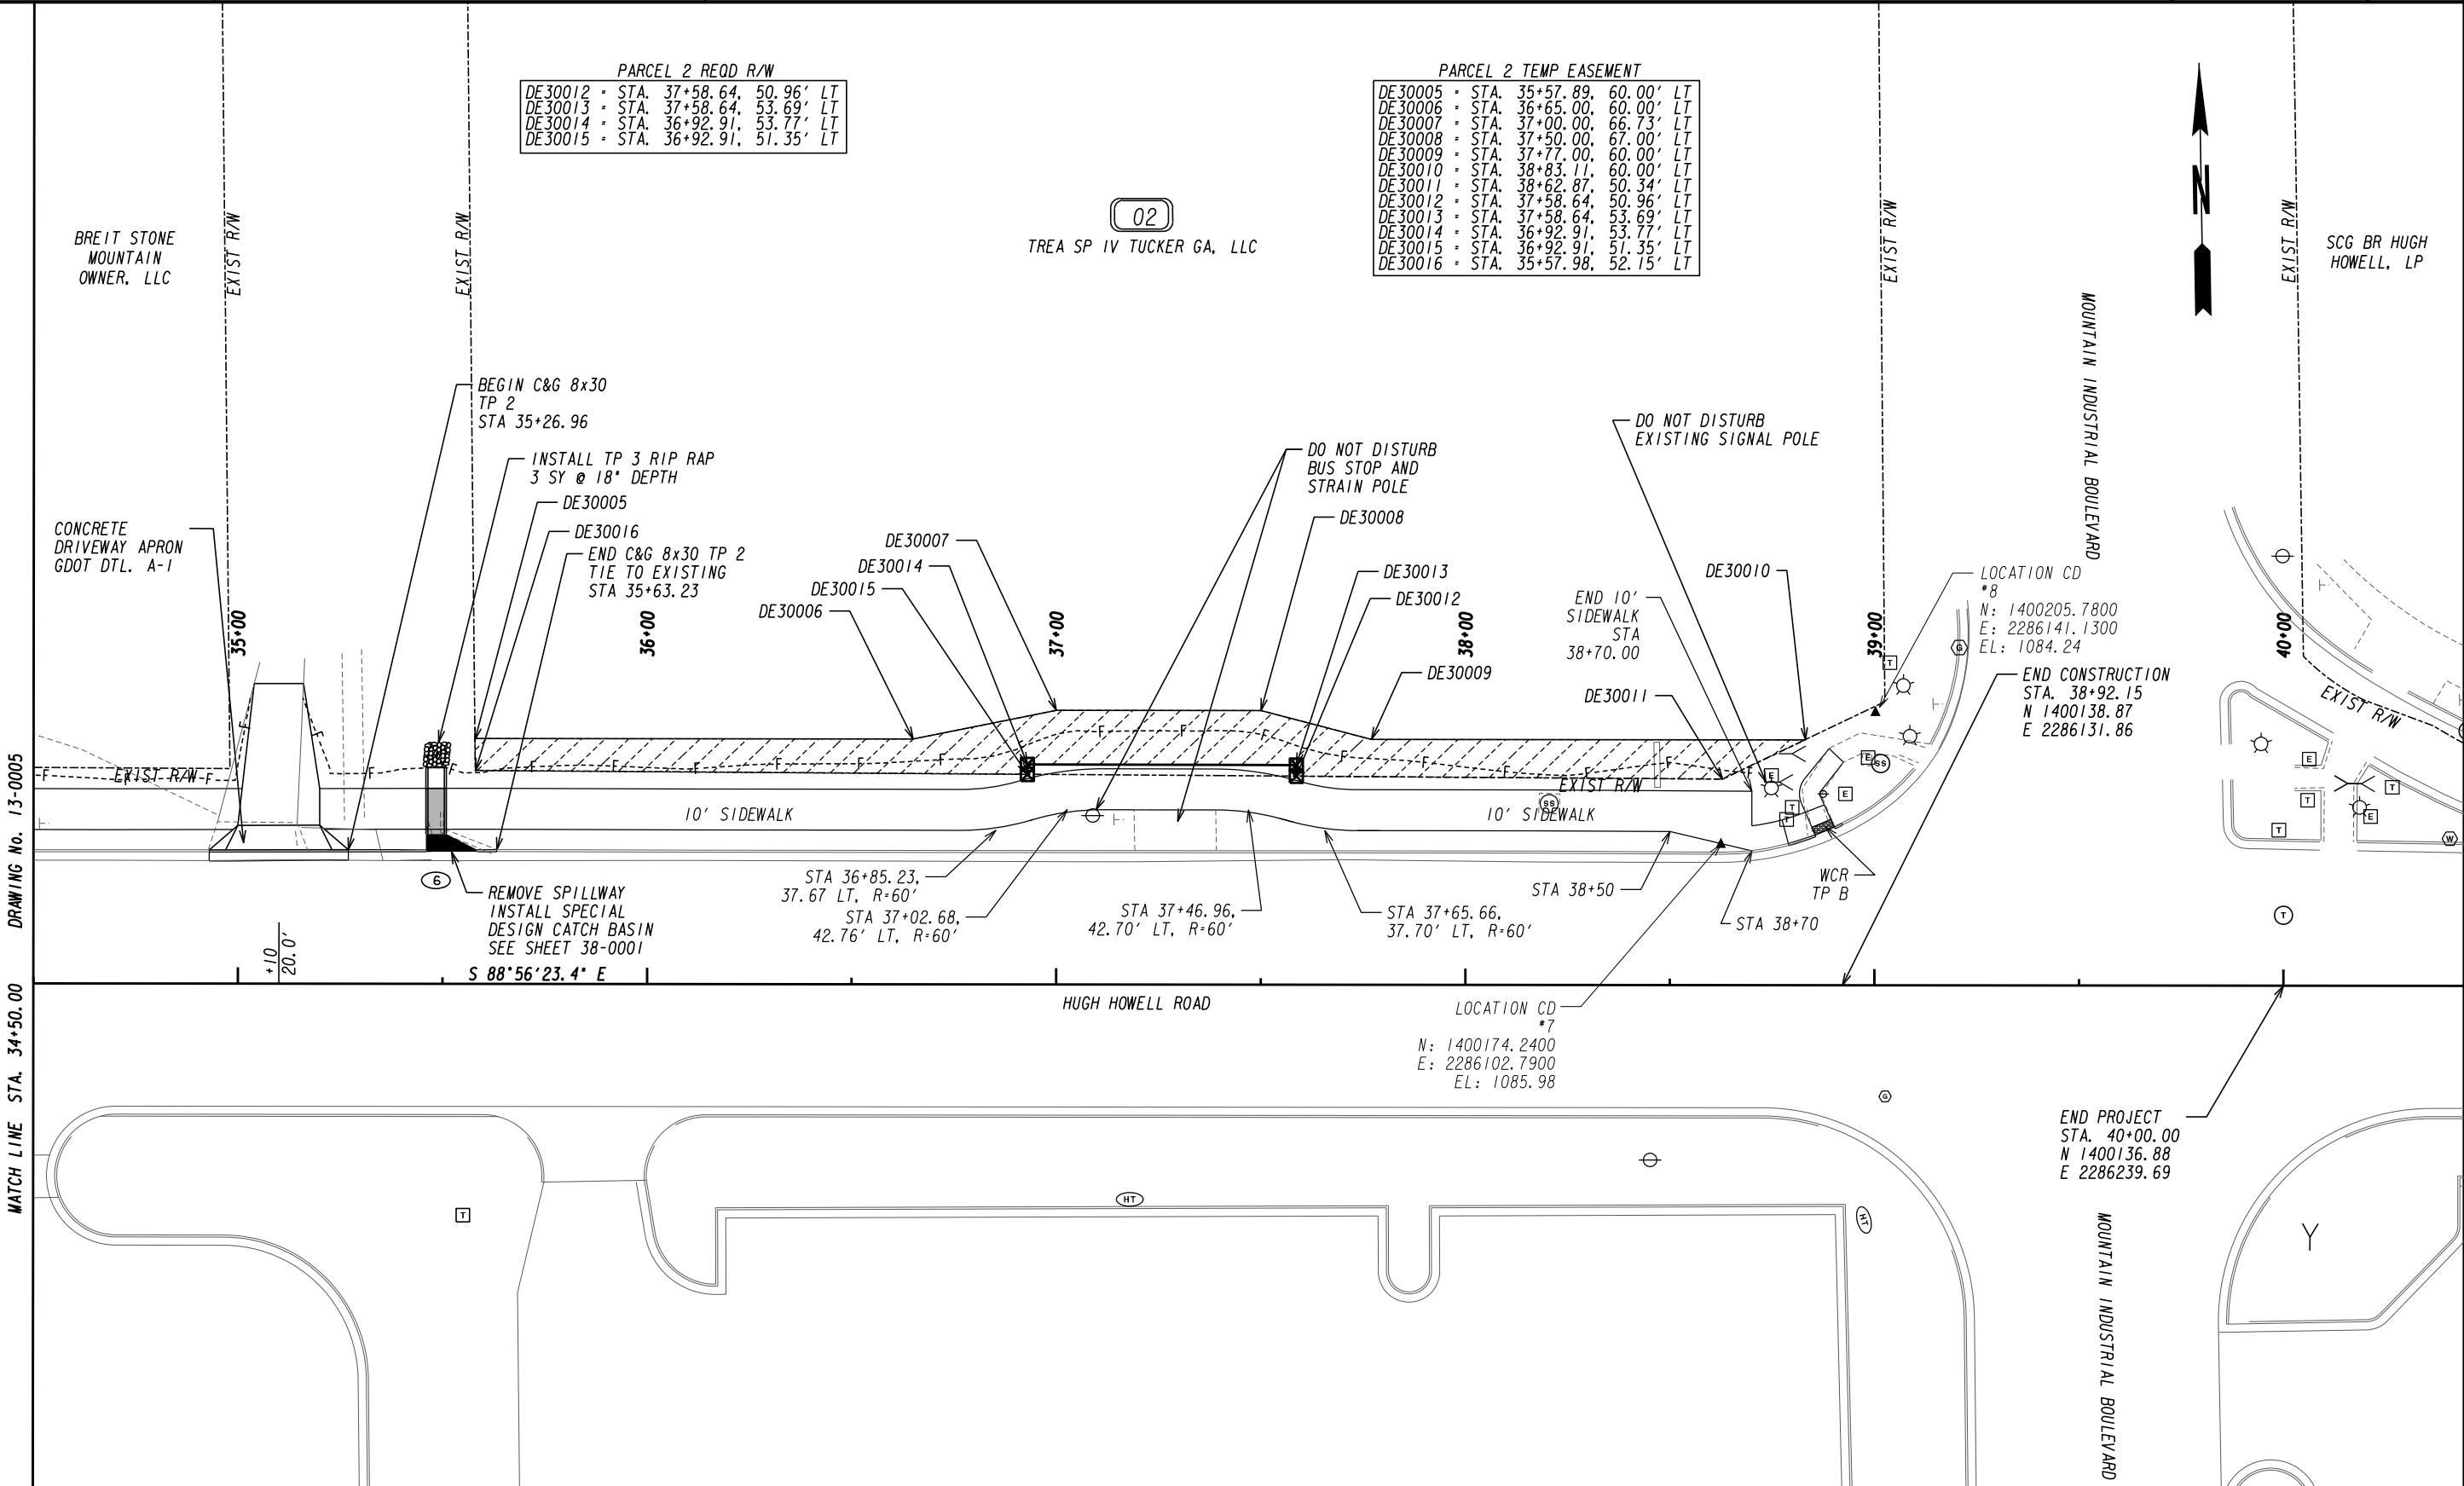 PARCEL 2 REQD R/W
DE30012 = STA. 37+58.64, 50.96' LT
DE30013 = STA. 37+58.64, 53.69' LT
DE30014 = STA. 36+92.91, 53.77' LT
DE30015 = STA. 36+92.91, 51.35' LT
PARCEL 2 TEMP EASEMENT
DE30005 = STA. 35+57.89, 60.00' LT
DE30006 = STA. 36+65.00, 60.00' LT
DE30007 = STA. 37+00.00, 66.73' LT
DE30008 = STA. 37+50.00, 67.00' LT
DE30009 = STA. 37+77.00, 60.00' LT
DE30010 = STA. 38+83.11, 60.00' LT
DE30011 = STA. 38+62.87, 50.34' LT
DE30012 = STA. 37+58.64, 50.96' LT
DE30013 = STA. 37+58.64, 53.69' LT
DE30014 = STA. 36+92.91, 53.77' LT
DE30015 = STA. 36+92.91, 51.35' LT
DE30016 = STA. 35+57.98, 52.15' LT
N
BREIT STONE
MOUNTAIN
OWNER, LLC
EXIST R/W
EXIST R/W
02
TREA SP IV TUCKER GA, LLC
EXIST R/W
EXIST R/W
SCG BR HUGH
HOWELL, LP
MOUNTAIN INDUSTRIAL BOULEVARD
BEGIN C&G 8x30
TP 2
STA 35+26.96
INSTALL TP 3 RIP RAP
3 SY @ 18" DEPTH
DE30005
DE30016
END C&G 8x30 TP 2
TIE TO EXISTING
STA 35+63.23
CONCRETE
DRIVEWAY APRON
GDOT DTL. A-1
DO NOT DISTURB
BUS STOP AND
STRAIN POLE
DO NOT DISTURB
EXISTING SIGNAL POLE
DE30007
DE30014
DE30015
DE30006
DE30008
DE30013
DE30012
DE30009
END 10'
SIDEWALK
STA
38+70.00
DE30010
DE30011
LOCATION CD
#8
N: 1400205.7800
E: 2286141.1300
EL: 1084.24
END CONSTRUCTION
STA. 38+92.15
N 1400138.87
E 2286131.86
35+00
36+00
37+00
38+00
39+00
40+00
EXIST R/W
EXIST R/W
EXIST R/W
F F F F F F F F F F F F F F F F F F F F F F
10' SIDEWALK
10' SIDEWALK
SS
SS
T
T
T
E
E
E
G
E
T
T
E
T
W
T
6
REMOVE SPILLWAY
INSTALL SPECIAL
DESIGN CATCH BASIN
SEE SHEET 38-0001
STA 36+85.23,
37.67 LT, R=60'
STA 37+02.68,
42.76' LT, R=60'
STA 37+46.96,
42.70' LT, R=60'
STA 37+65.66,
37.70' LT, R=60'
STA 38+50
STA 38+70
WCR
TP B
+10
20.0'
S 88°56'23.4" E
HUGH HOWELL ROAD
LOCATION CD
#7
N: 1400174.2400
E: 2286102.7900
EL: 1085.98
END PROJECT
STA. 40+00.00
N 1400136.88
E 2286239.69
G
HT
HT
T
MOUNTAIN INDUSTRIAL BOULEVARD
MATCH LINE STA. 34+50.00 DRAWING No. 13-0005